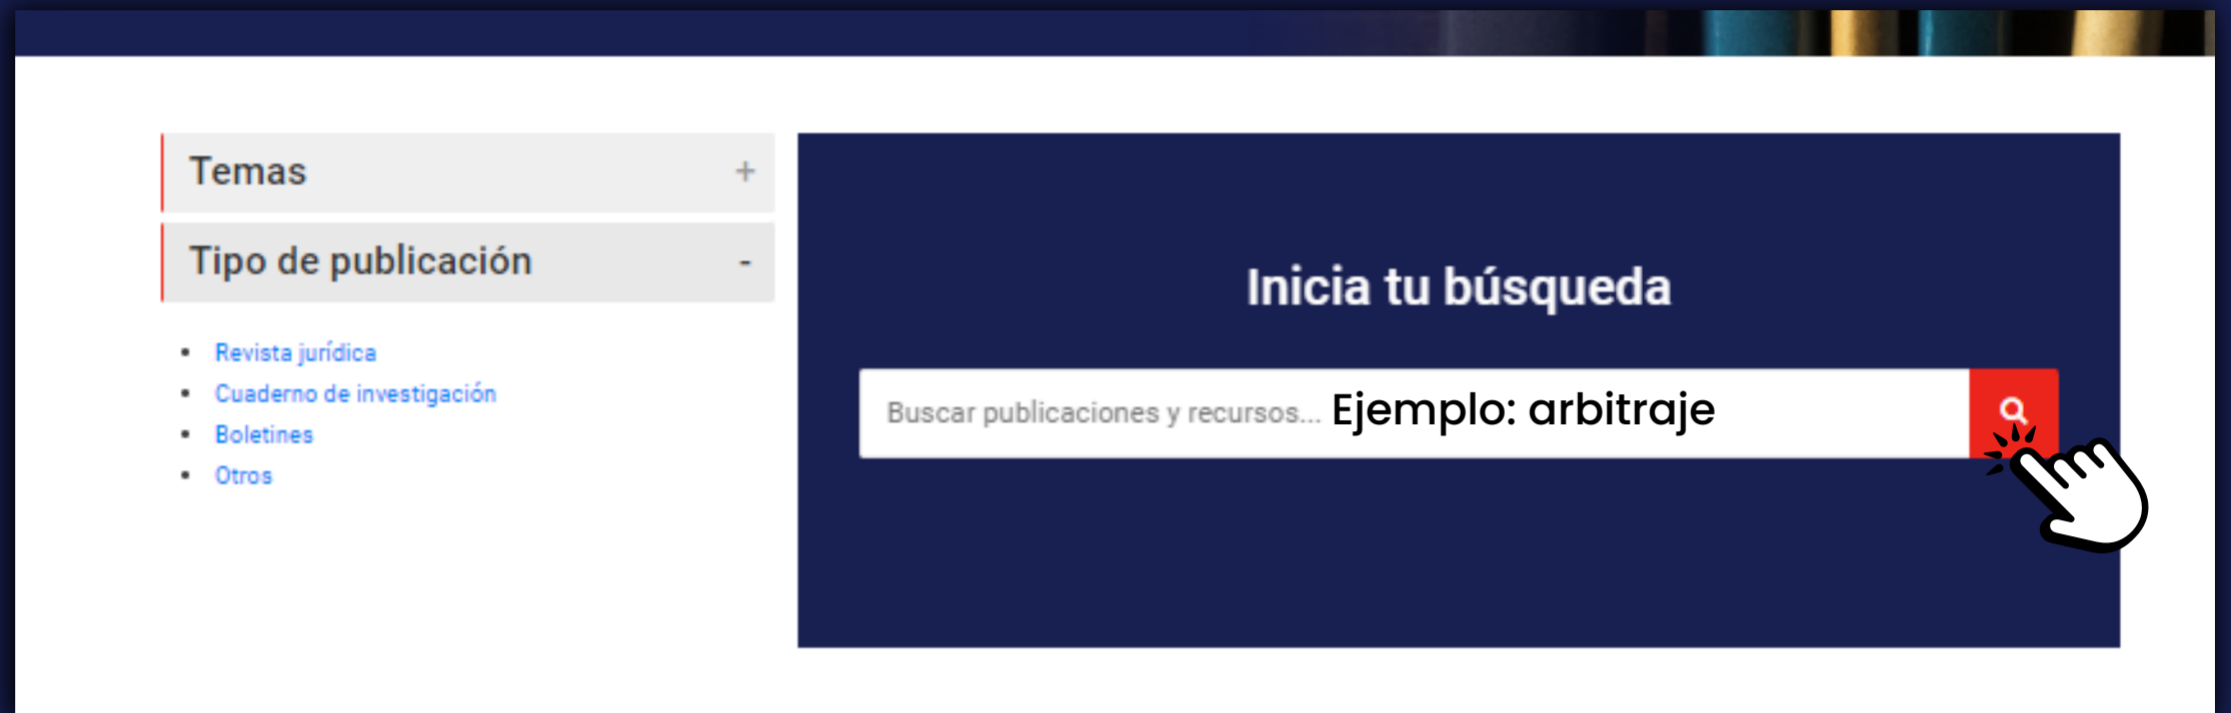 Temas +
Tipo de publicación -
• Revista jurídica
• Cuaderno de investigación
• Boletines
• Otros
Inicia tu búsqueda
Buscar publicaciones y recursos... Ejemplo: arbitraje